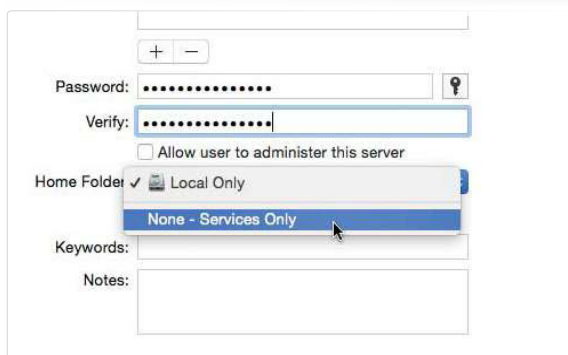 Password: •••••••••••••••
Verify: •••••••••••••••
Allow user to administer this server
Home Folder ✓ Local Only
None - Services Only
Keywords:
Notes: